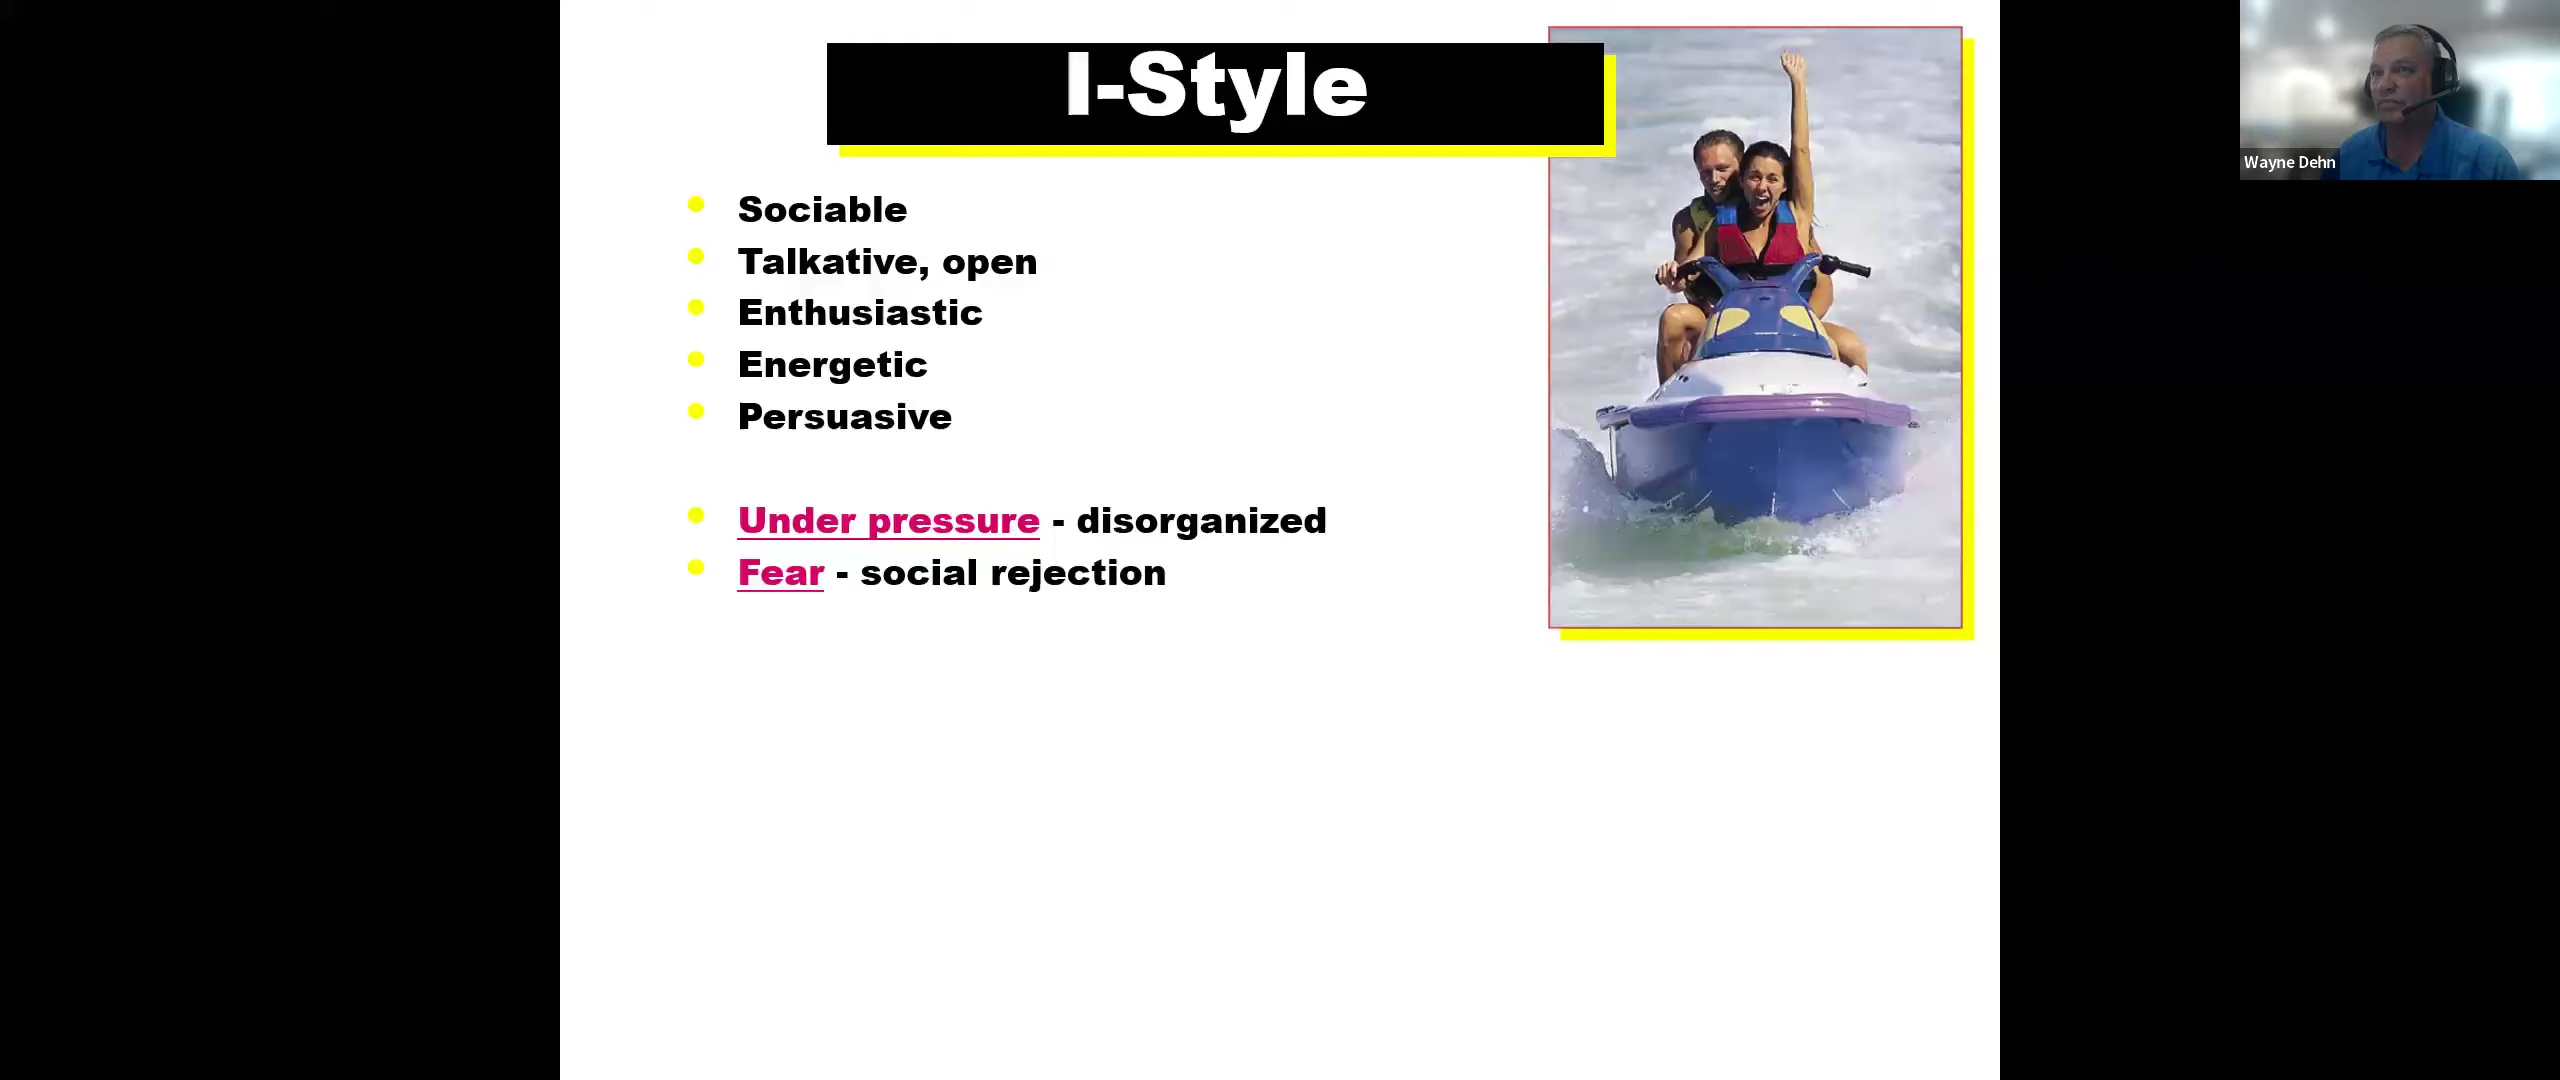 I-Style
Wayne Dehn
Sociable
Talkative, open
Enthusiastic
Energetic
Persuasive
Under pressure - disorganized
Fear - social rejection